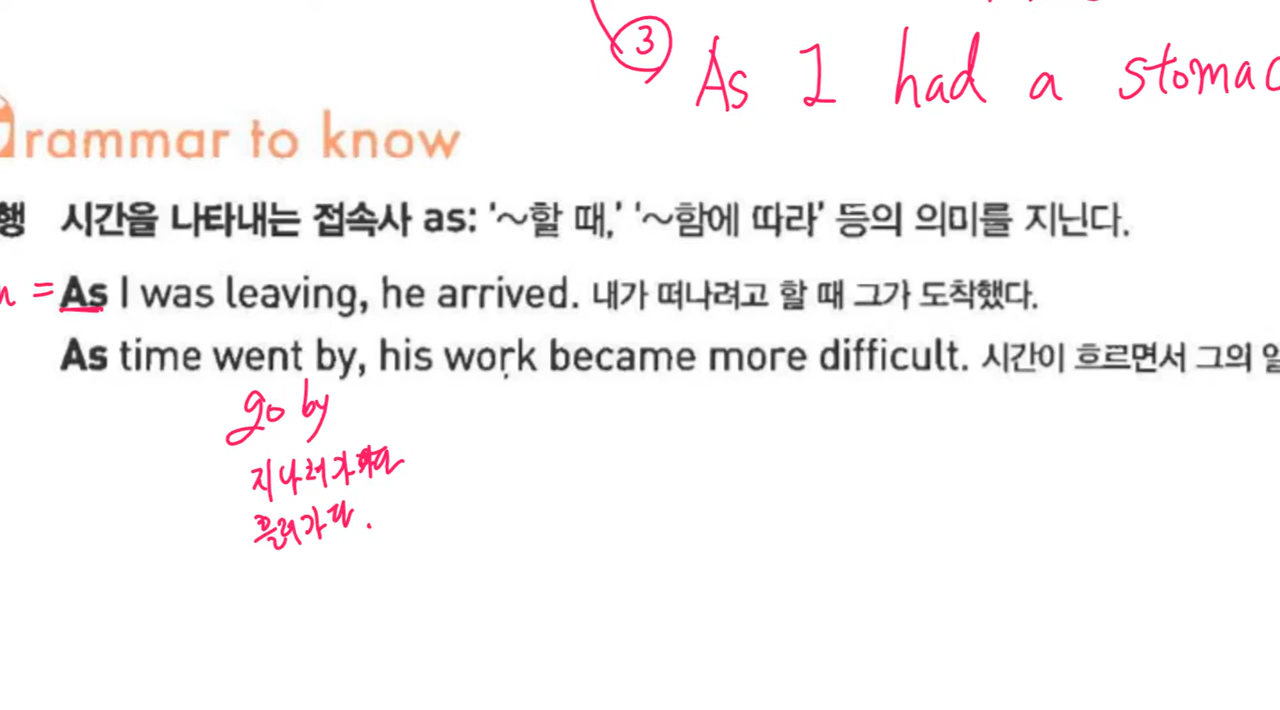 ③ As I had a stomac
rammar to know
행 시간을 나타내는 접속사 as: '~할 때,' '~함에 따라' 등의 의미를 지닌다.
= As I was leaving, he arrived. 내가 떠나려고 할 때 그가 도착했다.
As time went by, his work became more difficult. 시간이 흐르면서 그의 일
go by
흘러가다.